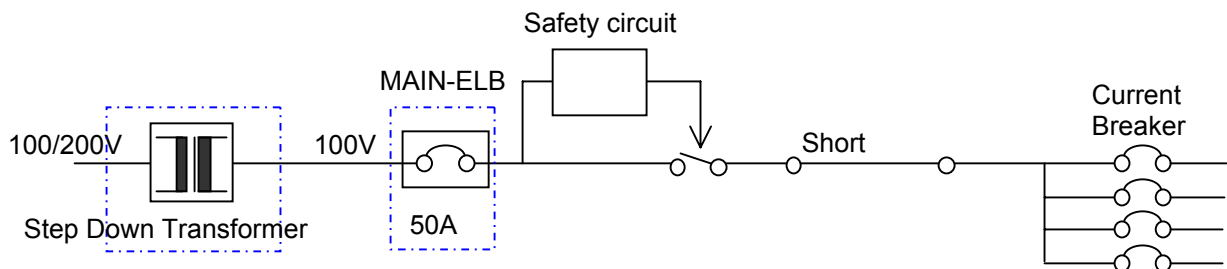 Safety circuit
MAIN-ELB
Current
Breaker
100/200V
100V
Short
Step Down Transformer
50A